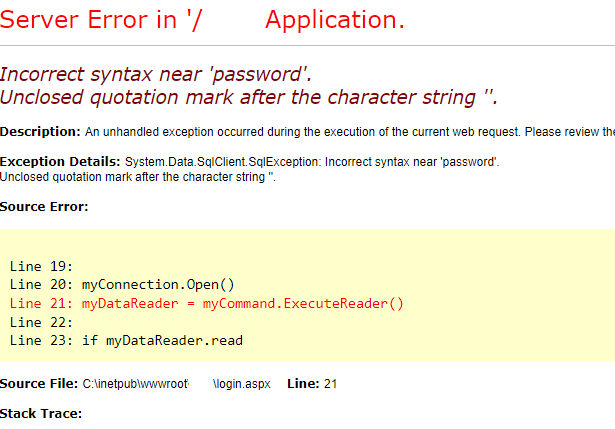 Server Error in '/ Application.
Incorrect syntax near 'password'.
Unclosed quotation mark after the character string ''.
Description: An unhandled exception occurred during the execution of the current web request. Please review the
Exception Details: System.Data.SqlClient.SqlException: Incorrect syntax near 'password'.
Unclosed quotation mark after the character string ''.
Source Error:
Line 19:
Line 20: myConnection.Open()
Line 21: myDataReader = myCommand.ExecuteReader()
Line 22:
Line 23: if myDataReader.read
Source File: C:\inetpub\wwwroot \login.aspx Line: 21
Stack Trace: